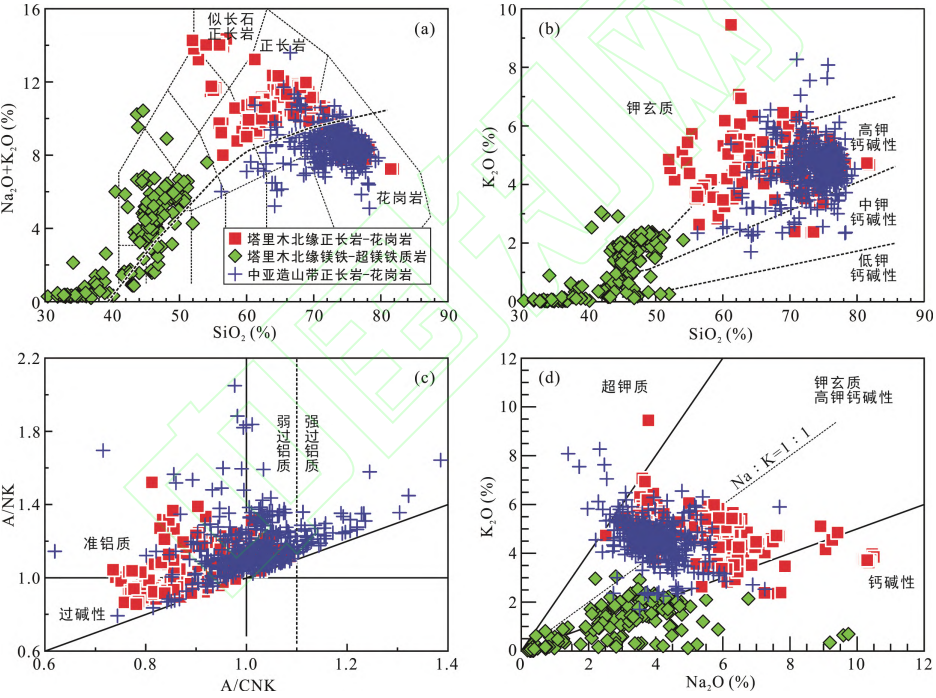 16
12
8
4
0
30
40
50
60
70
80
90
Na₂O+K₂O (%)
SiO₂ (%)
(a)
似长石
正长岩
正长岩
花岗岩
塔里木北缘正长岩-花岗岩
塔里木北缘镁铁-超镁铁质岩
中亚造山带正长岩-花岗岩
10
8
6
4
2
0
30
40
50
60
70
80
90
K₂O (%)
SiO₂ (%)
(b)
钾玄质
高钾
钙碱性
中钾
钙碱性
低钾
钙碱性
2.2
1.8
1.4
1.0
0.6
0.6
0.8
1.0
1.2
1.4
A/NK
A/CNK
(c)
弱过铝质
强过铝质
准铝质
过碱性
12
10
8
6
4
2
0
0
2
4
6
8
10
12
K₂O (%)
Na₂O (%)
(d)
超钾质
钾玄质
高钾钙碱性
Na：K=1：1
钙碱性